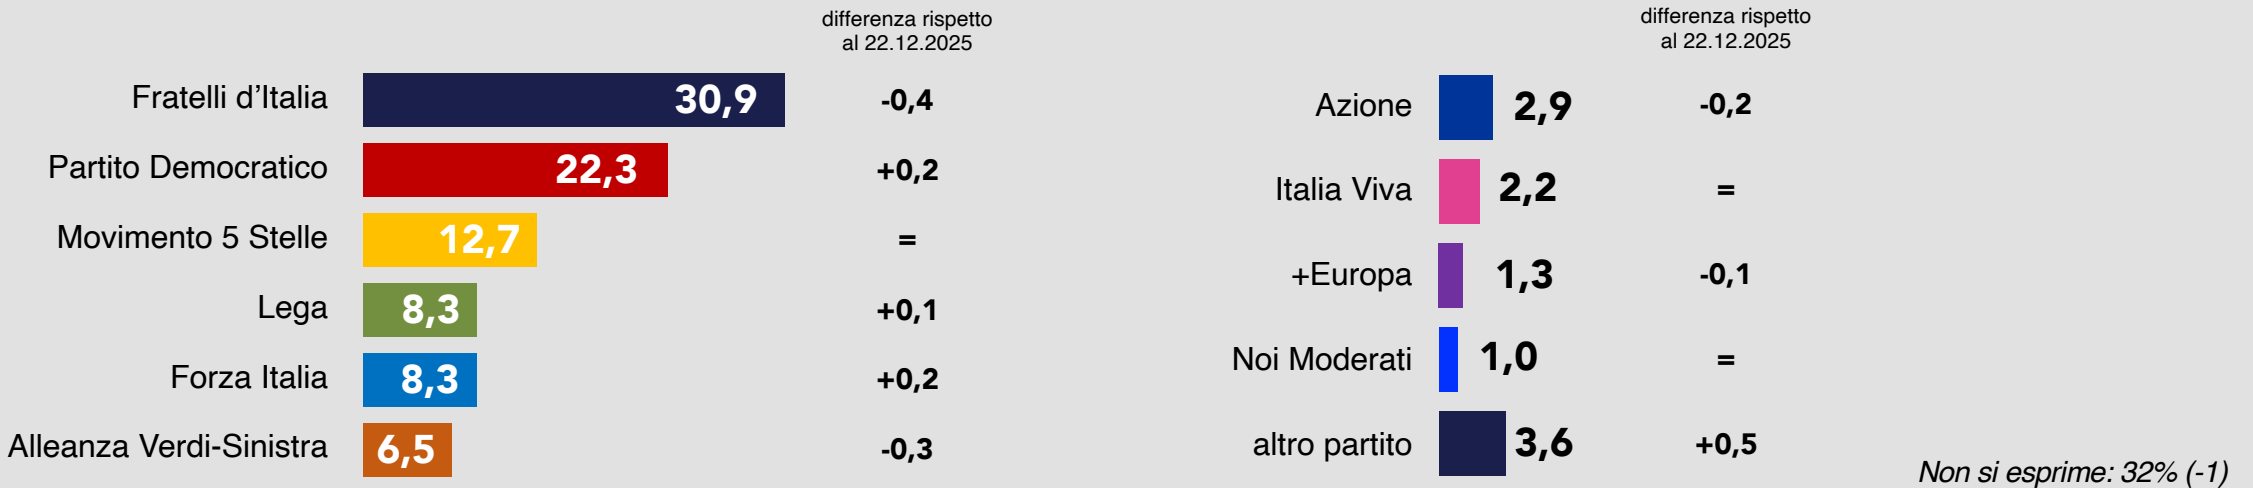 differenza rispetto
al 22.12.2025
Fratelli d’Italia 30,9 -0,4
Partito Democratico 22,3 +0,2
Movimento 5 Stelle 12,7 =
Lega 8,3 +0,1
Forza Italia 8,3 +0,2
Alleanza Verdi-Sinistra 6,5 -0,3
differenza rispetto
al 22.12.2025
Azione 2,9 -0,2
Italia Viva 2,2 =
+Europa 1,3 -0,1
Noi Moderati 1,0 =
altro partito 3,6 +0,5
Non si esprime: 32% (-1)